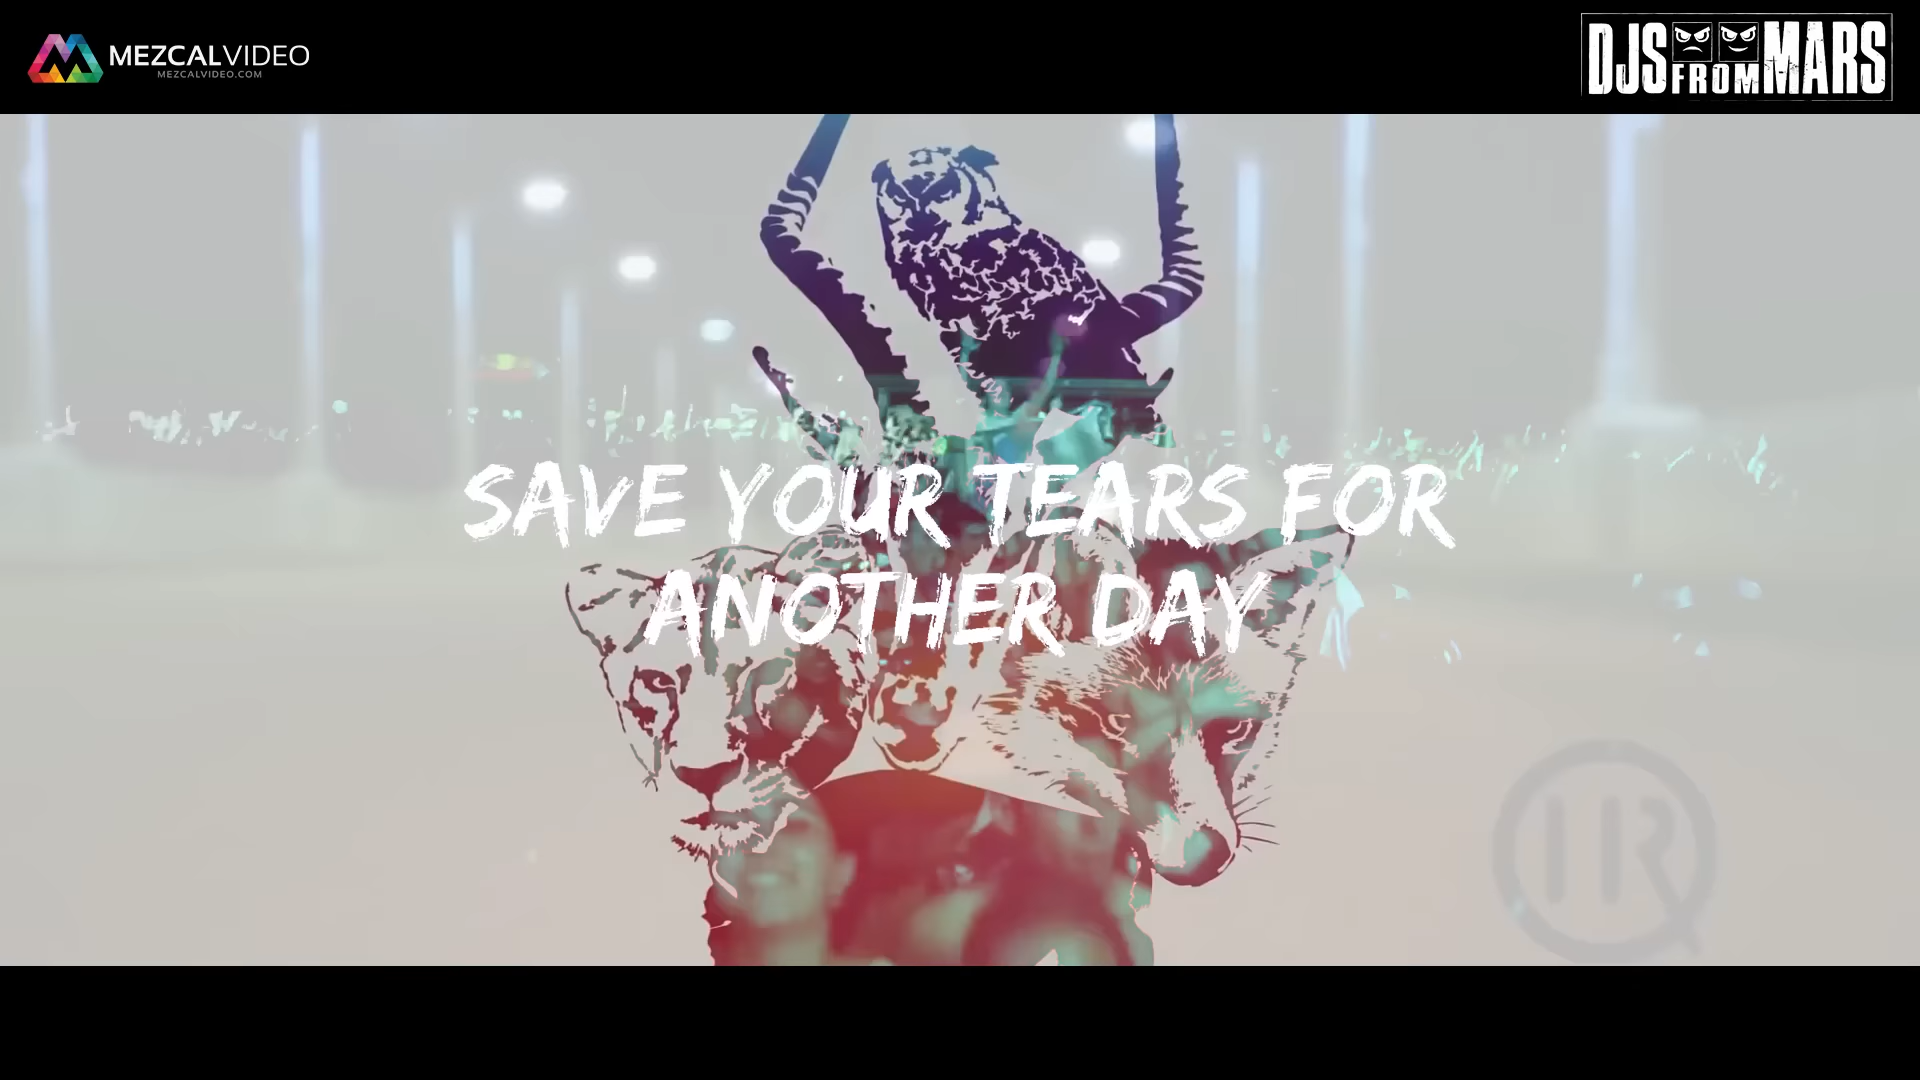 MEZCALVIDEO
MEZCALVIDEO.COM
DJS FROM MARS
SAVE YOUR TEARS FOR
ANOTHER DAY